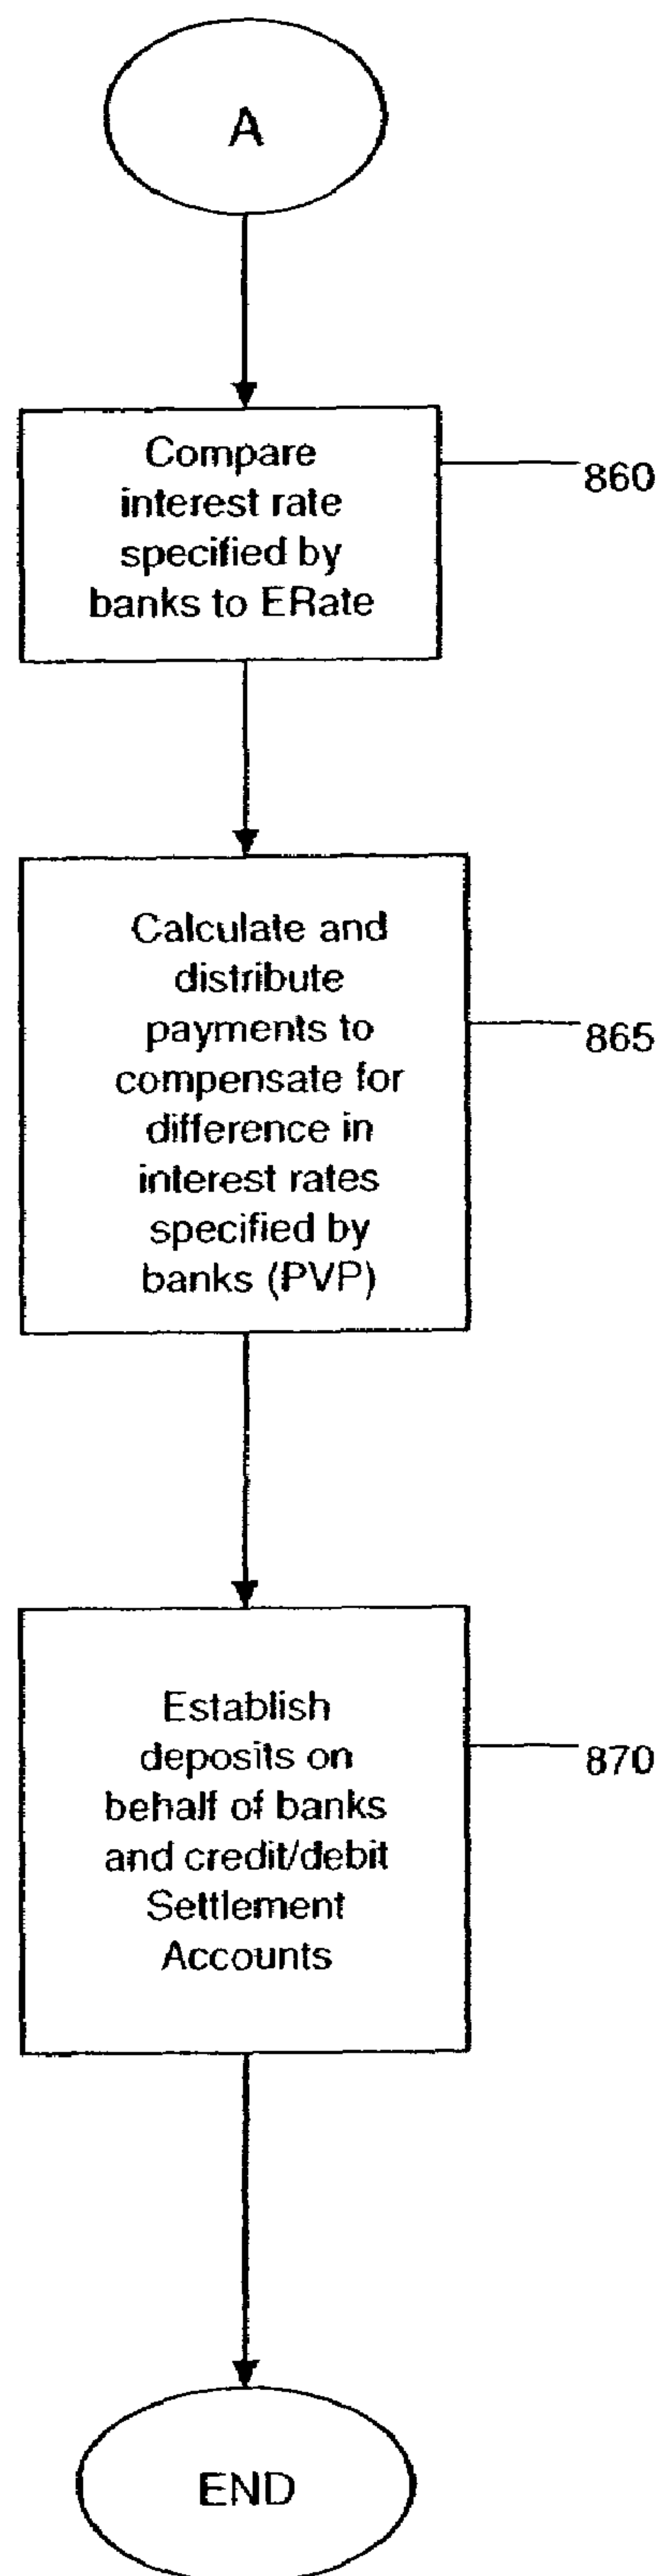 A
Compare
interest rate
specified by
banks to ERate
860
Calculate and
distribute
payments to
compensate for
difference in
interest rates
specified by
banks (PVP)
865
Establish
deposits on
behalf of banks
and credit/debit
Settlement
Accounts
870
END